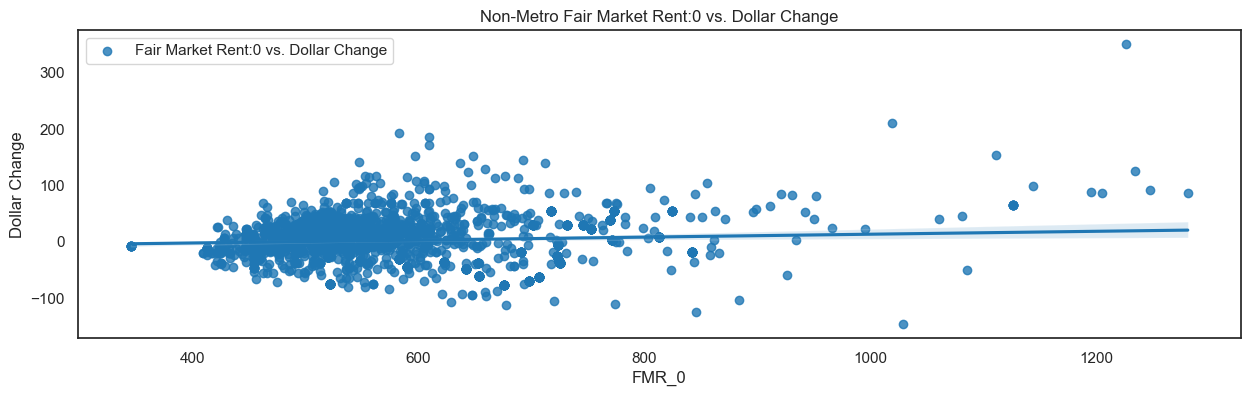 Non-Metro Fair Market Rent:0 vs. Dollar Change
Fair Market Rent:0 vs. Dollar Change
Dollar Change
300
200
100
0
−100
400 600 800 1000 1200
FMR_0